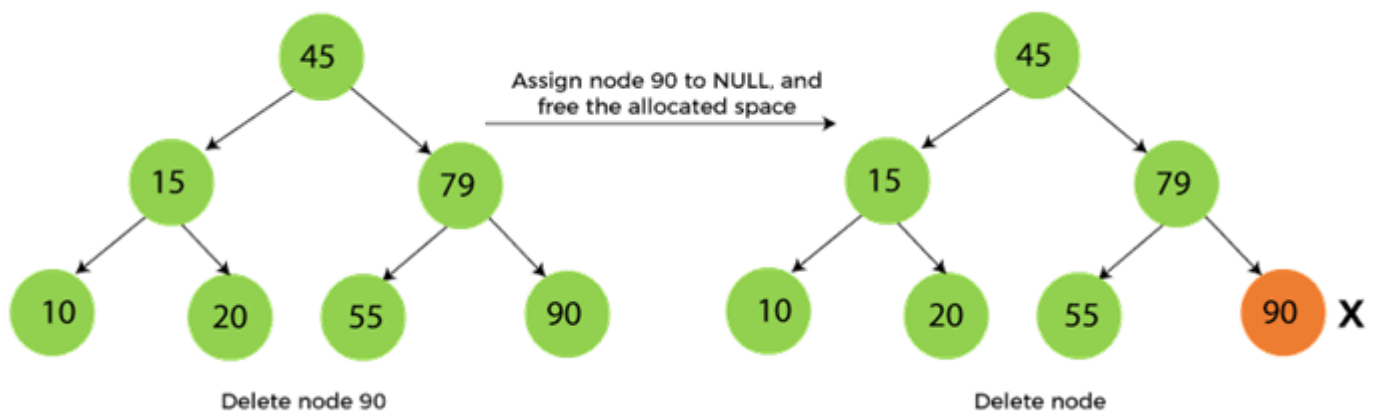 45
45
Assign node 90 to NULL, and
free the allocated space
15
79
15
79
10
20
55
90
10
20
55
90
X
Delete node 90
Delete node